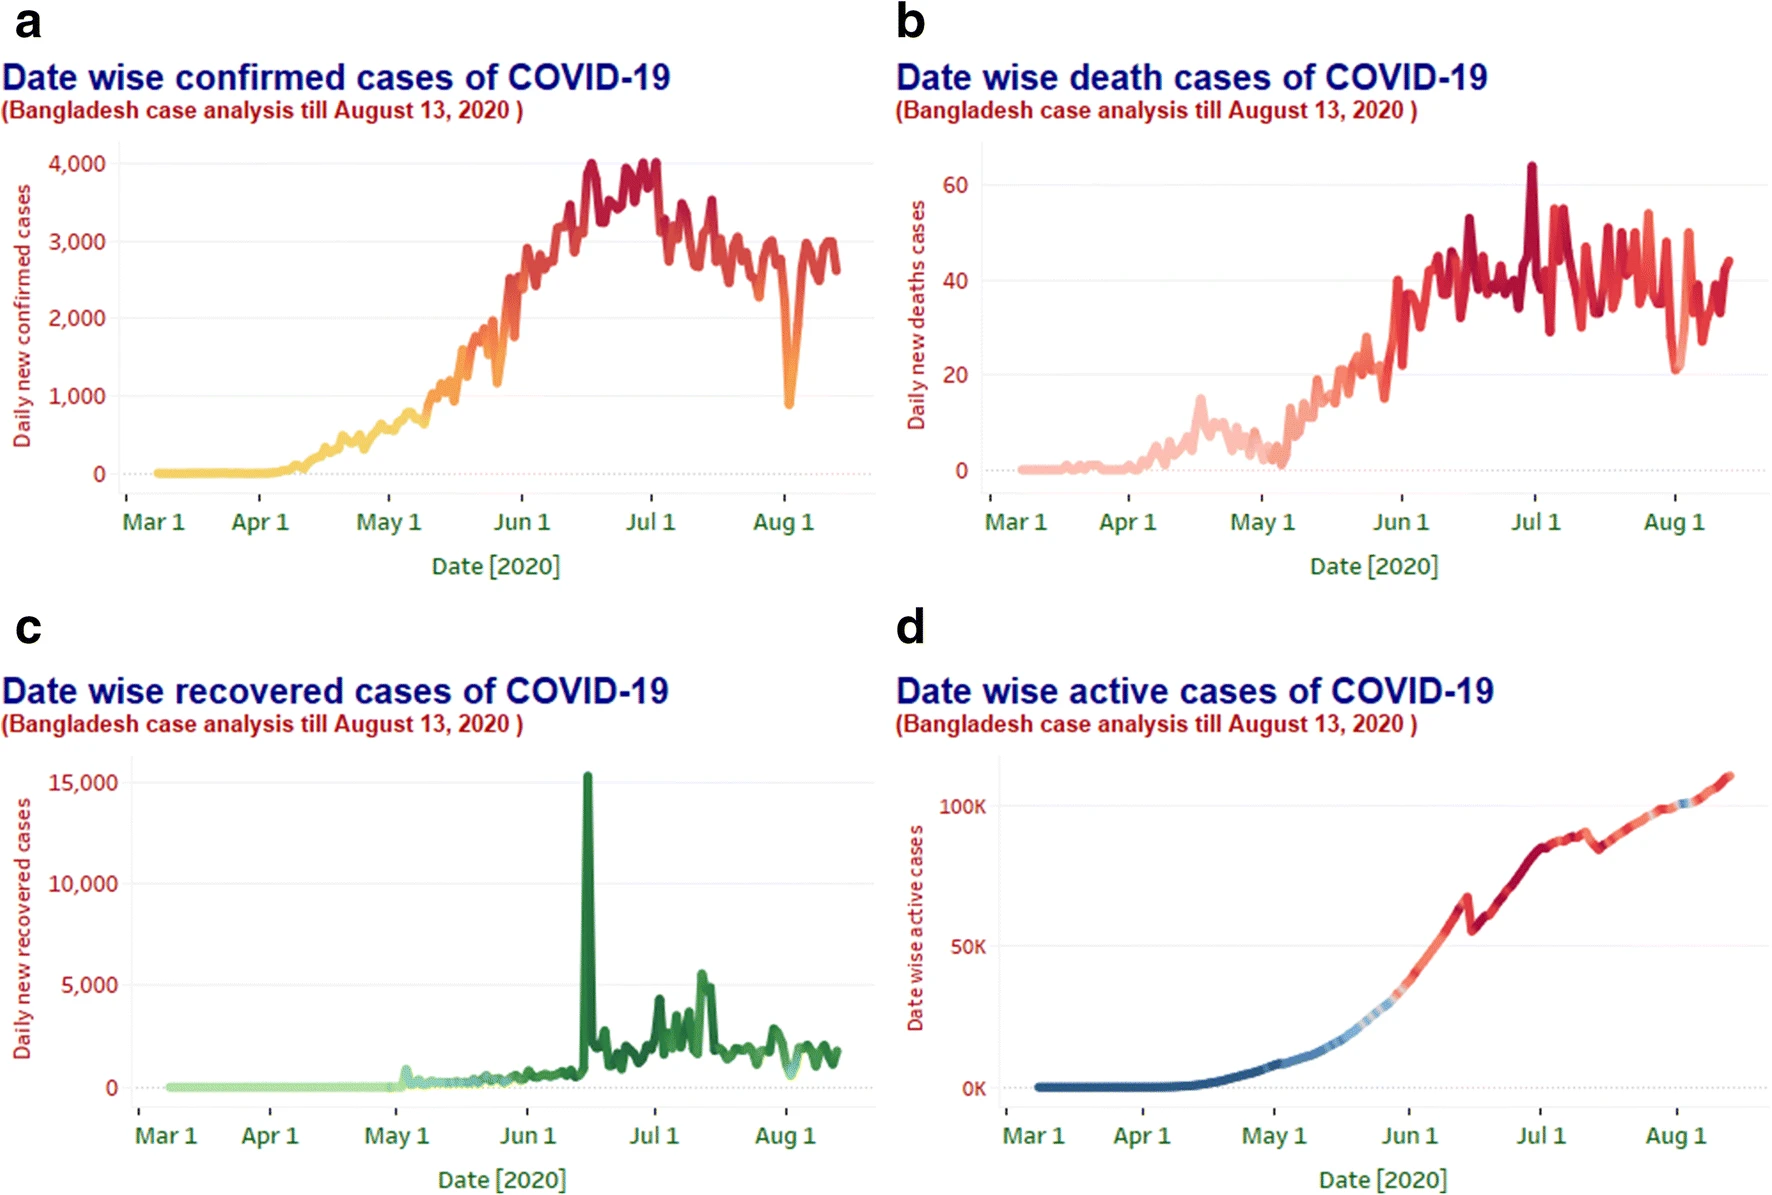 a
Date wise confirmed cases of COVID-19
(Bangladesh case analysis till August 13, 2020 )
Daily new confirmed cases
4,000
3,000
2,000
1,000
0
Mar 1 Apr 1 May 1 Jun 1 Jul 1 Aug 1
Date [2020]
b
Date wise death cases of COVID-19
(Bangladesh case analysis till August 13, 2020 )
Daily new deaths cases
60
40
20
0
Mar 1 Apr 1 May 1 Jun 1 Jul 1 Aug 1
Date [2020]
c
Date wise recovered cases of COVID-19
(Bangladesh case analysis till August 13, 2020 )
Daily new recovered cases
15,000
10,000
5,000
0
Mar 1 Apr 1 May 1 Jun 1 Jul 1 Aug 1
Date [2020]
d
Date wise active cases of COVID-19
(Bangladesh case analysis till August 13, 2020 )
Date wise active cases
100K
50K
0K
Mar 1 Apr 1 May 1 Jun 1 Jul 1 Aug 1
Date [2020]